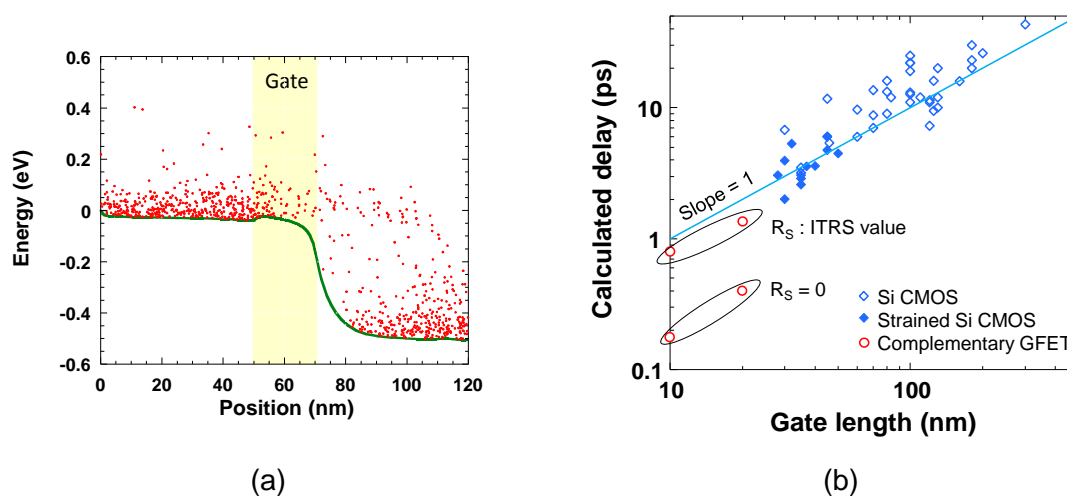 Gate
0.6
0.4
0.2
0
-0.2
-0.4
-0.6
Energy (eV)
0 20 40 60 80 100 120
Position (nm)
(a)
Calculated delay (ps)
10
1
0.1
Slope = 1
R_S : ITRS value
R_S = 0
Si CMOS
Strained Si CMOS
Complementary GFET
10 100
Gate length (nm)
(b)